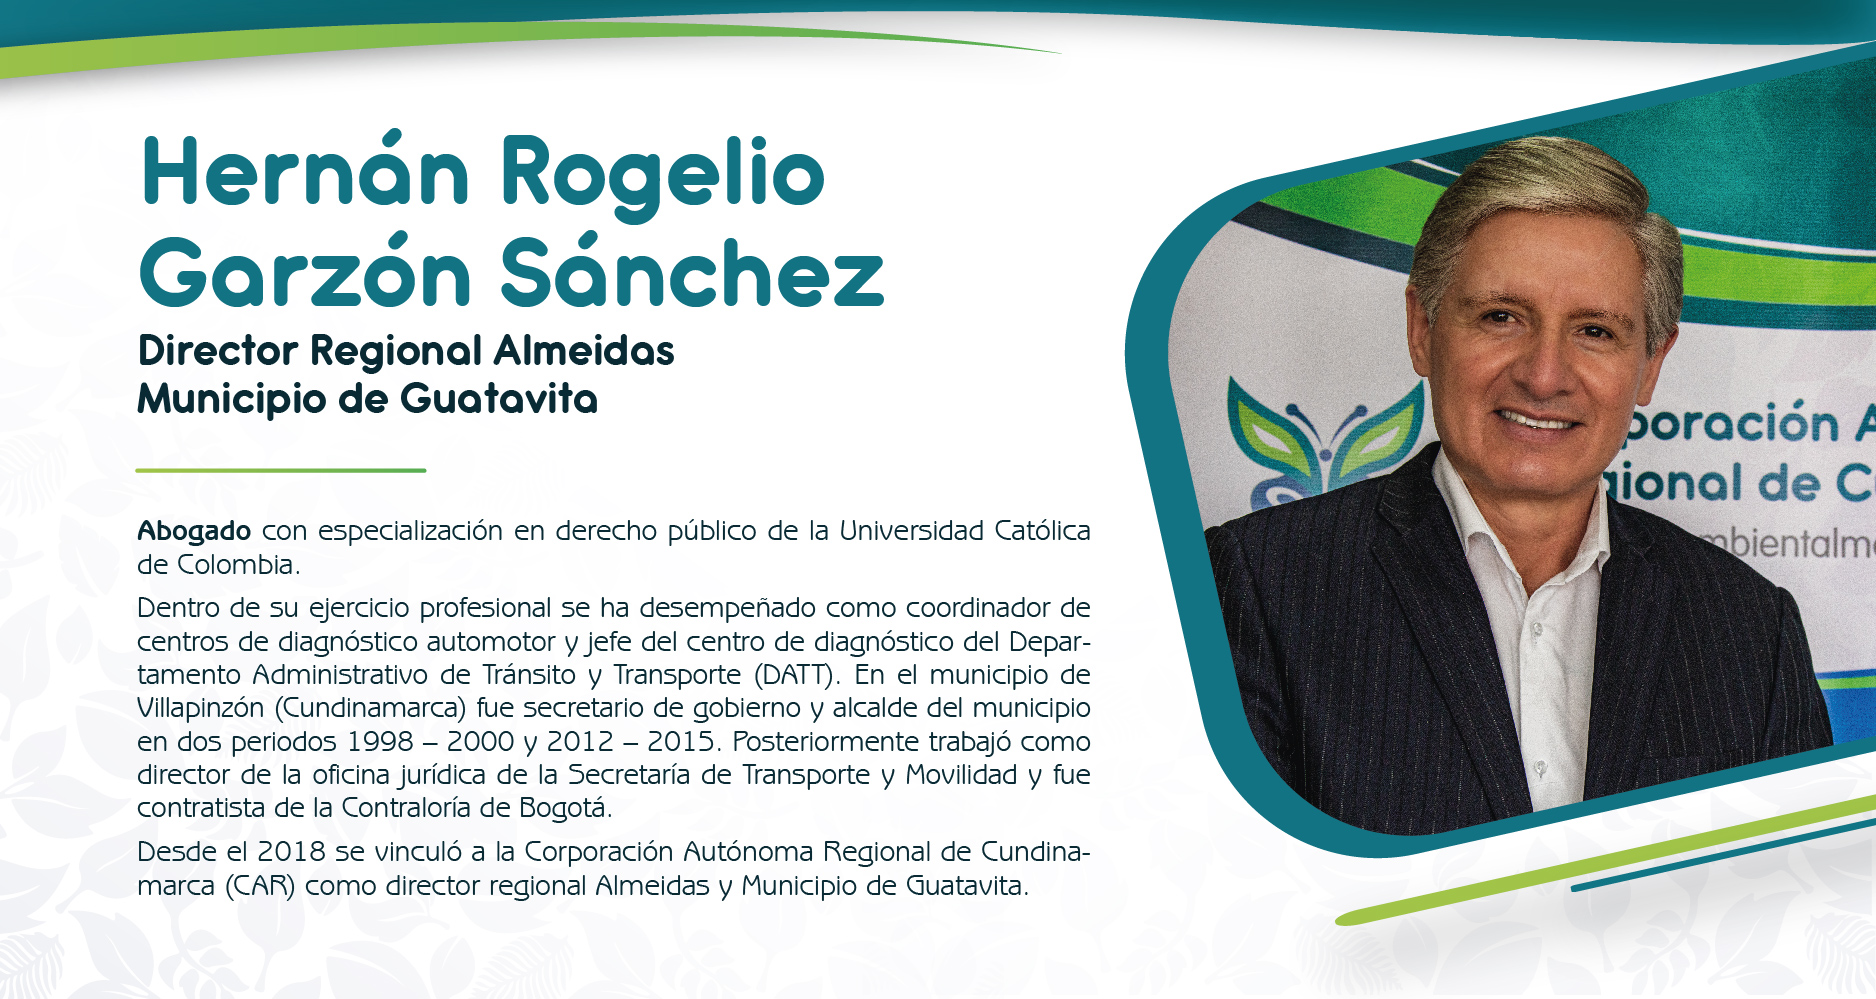 Hernán Rogelio
Garzón Sánchez
Director Regional Almeidas
Municipio de Guatavita
Abogado con especialización en derecho público de la Universidad Católica
de Colombia.
Dentro de su ejercicio profesional se ha desempeñado como coordinador de
centros de diagnóstico automotor y jefe del centro de diagnóstico del Depar-
tamento Administrativo de Tránsito y Transporte (DATT). En el municipio de
Villapinzón (Cundinamarca) fue secretario de gobierno y alcalde del municipio
en dos periodos 1998 – 2000 y 2012 – 2015. Posteriormente trabajó como
director de la oficina jurídica de la Secretaría de Transporte y Movilidad y fue
contratista de la Contraloría de Bogotá.
Desde el 2018 se vinculó a la Corporación Autónoma Regional de Cundina-
marca (CAR) como director regional Almeidas y Municipio de Guatavita.
poración A
gional de Cu
mbientalme